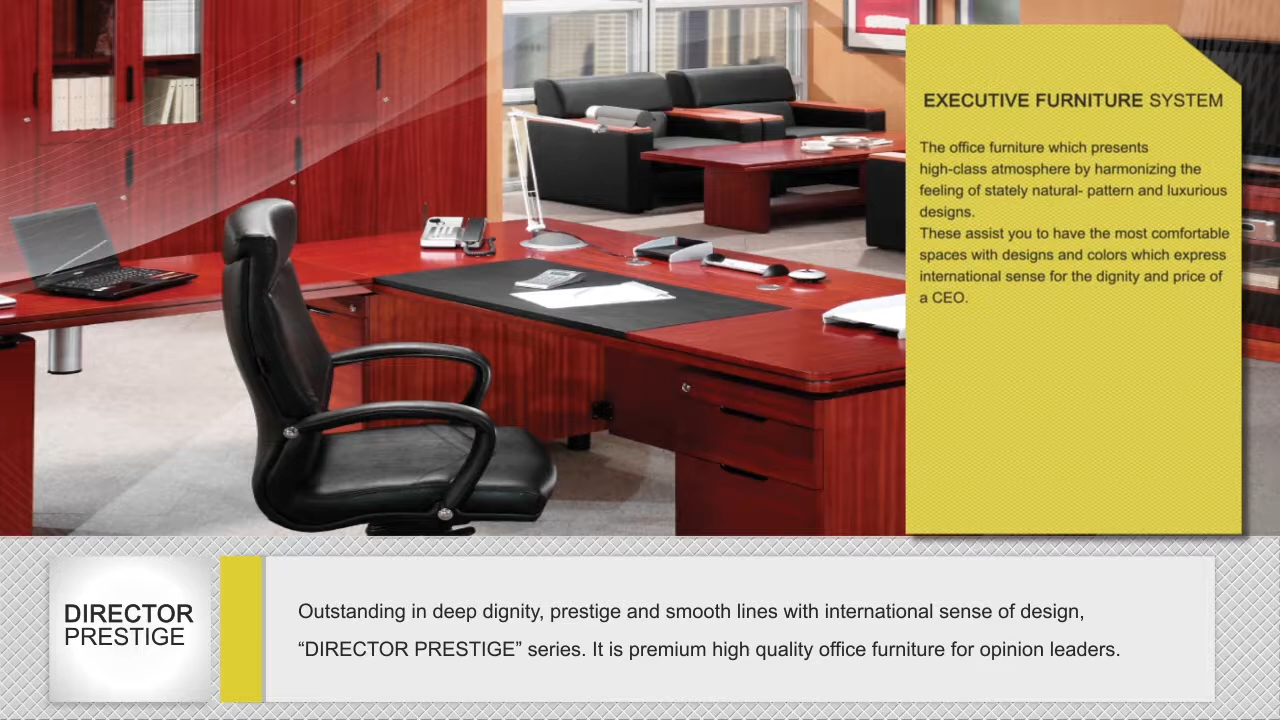 EXECUTIVE FURNITURE SYSTEM
The office furniture which presents
high-class atmosphere by harmonizing the
feeling of stately natural- pattern and luxurious
designs.
These assist you to have the most comfortable
spaces with designs and colors which express
international sense for the dignity and price of
a CEO.
DIRECTOR
PRESTIGE
Outstanding in deep dignity, prestige and smooth lines with international sense of design,
“DIRECTOR PRESTIGE” series. It is premium high quality office furniture for opinion leaders.